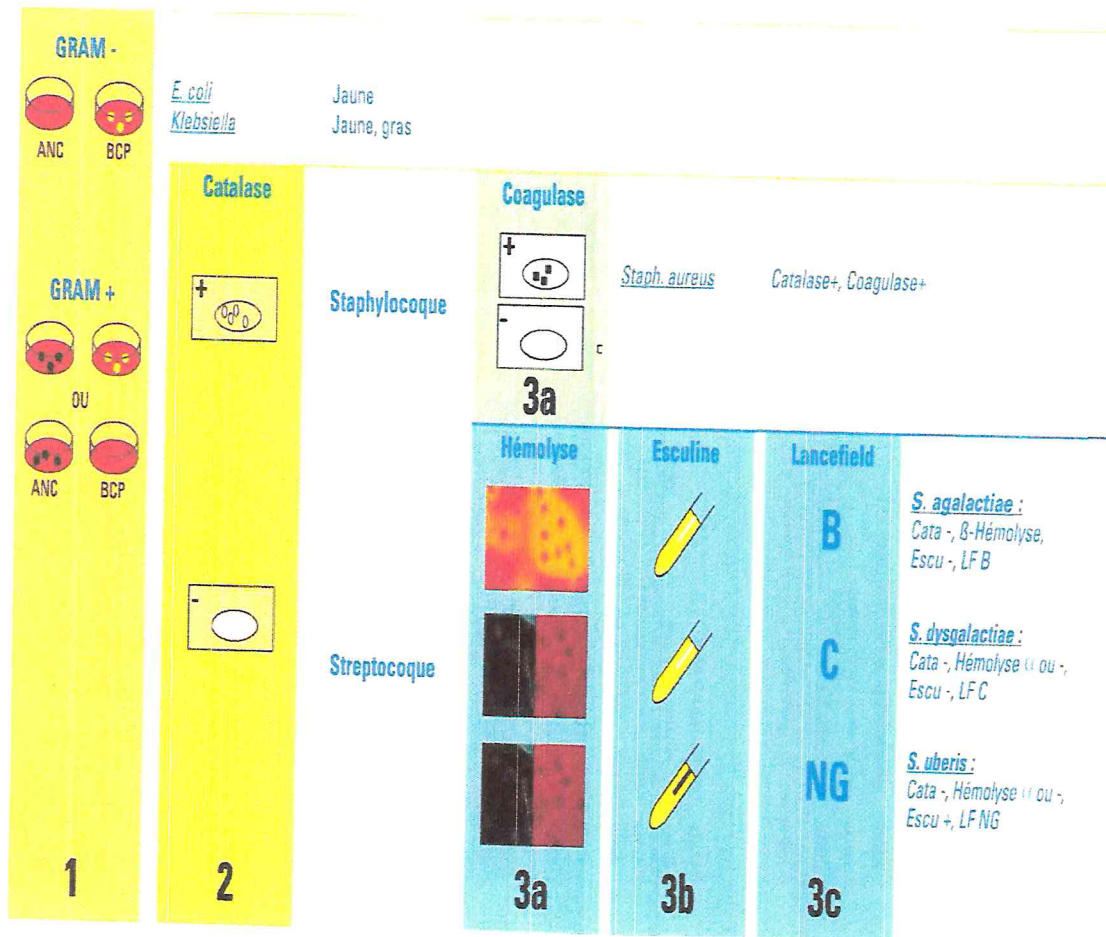 GRAM -
ANC BCP
E. coli Jaune
Klebsiella Jaune, gras
Catalase
Coagulase
GRAM +
OU
ANC BCP
+
-
Staphylocoque
+
-
3a
Staph. aureus Catalase+, Coagulase+
Streptocoque
Hémolyse Esculine Lancefield
B
S. agalactiae :
Cata -, ß-Hémolyse,
Escu -, LF B
C
S. dysgalactiae :
Cata -, Hémolyse α ou -,
Escu -, LF C
NG
S. uberis :
Cata -, Hémolyse α ou -,
Escu +, LF NG
1 2 3a 3b 3c